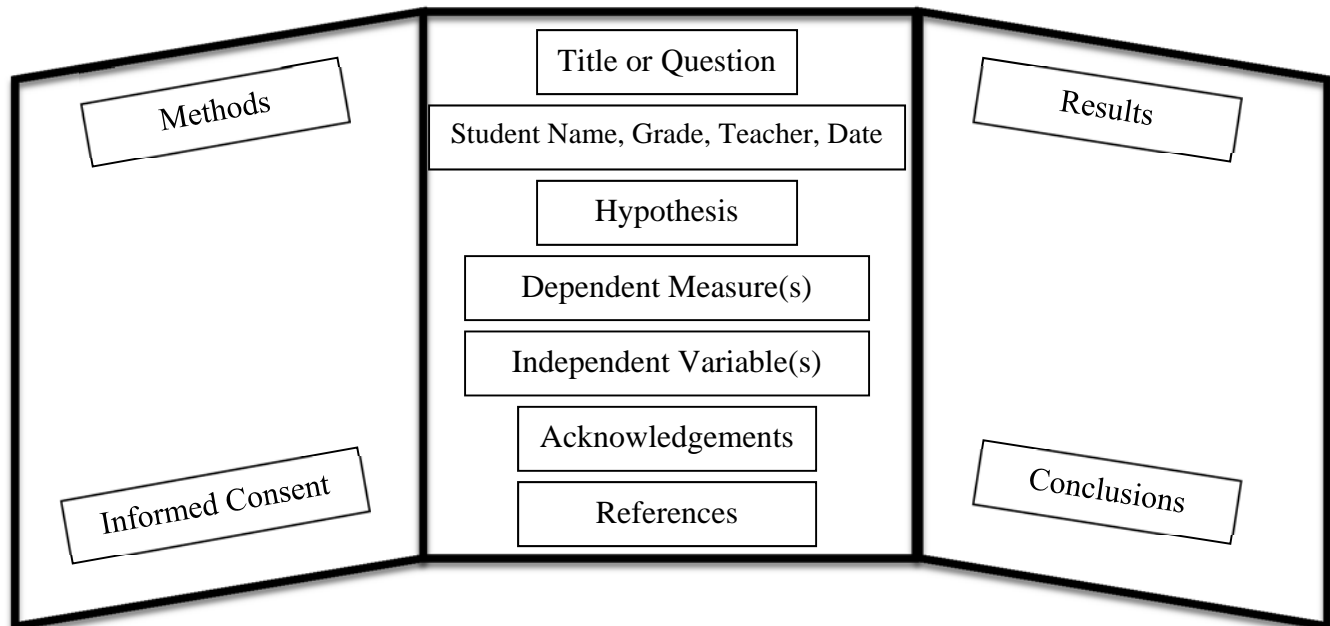 Methods
Informed Consent
Title or Question
Student Name, Grade, Teacher, Date
Hypothesis
Dependent Measure(s)
Independent Variable(s)
Acknowledgements
References
Results
Conclusions